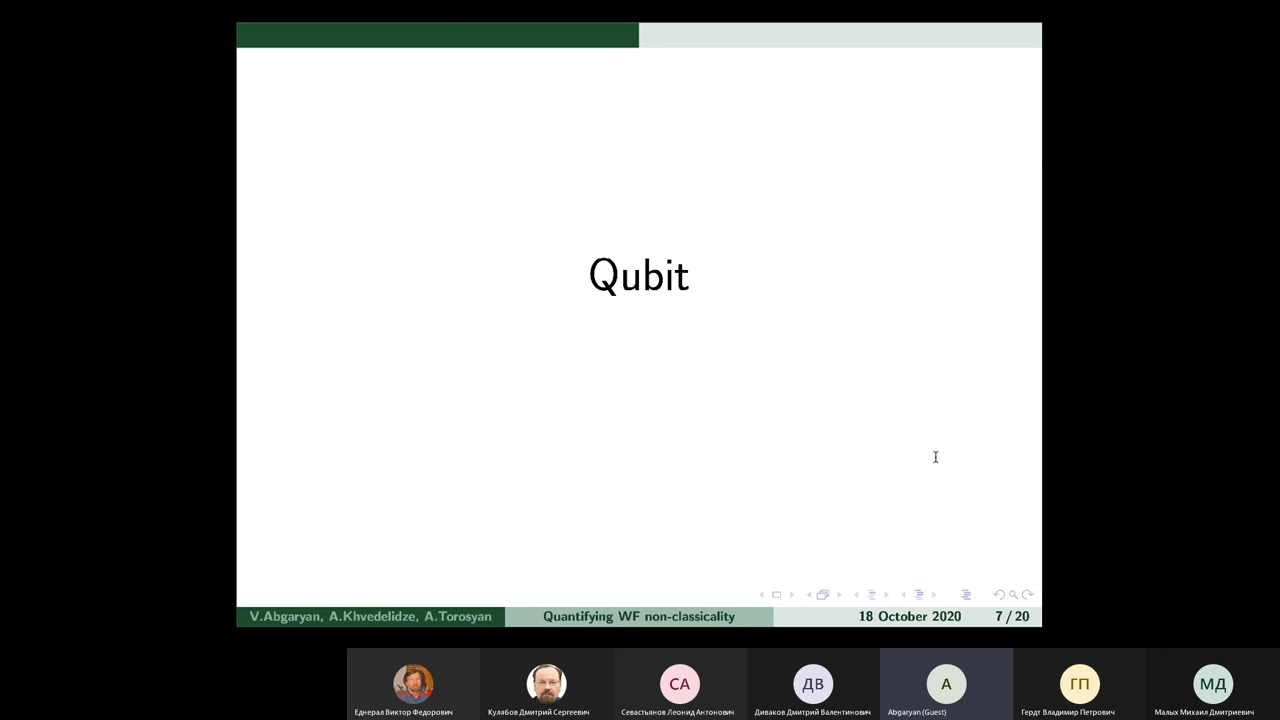 Qubit
V.Abgaryan, A.Khvedelidze, A.Torosyan Quantifying WF non-classicality 18 October 2020 7 / 20
СА ДВ A ГП МД
Еднерал Виктор Федорович Кулябов Дмитрий Сергеевич Севастьянов Леонид Антонович Диваков Дмитрий Валентинович Abgaryan (Guest) Гердт Владимир Петрович Малых Михаил Дмитриевич